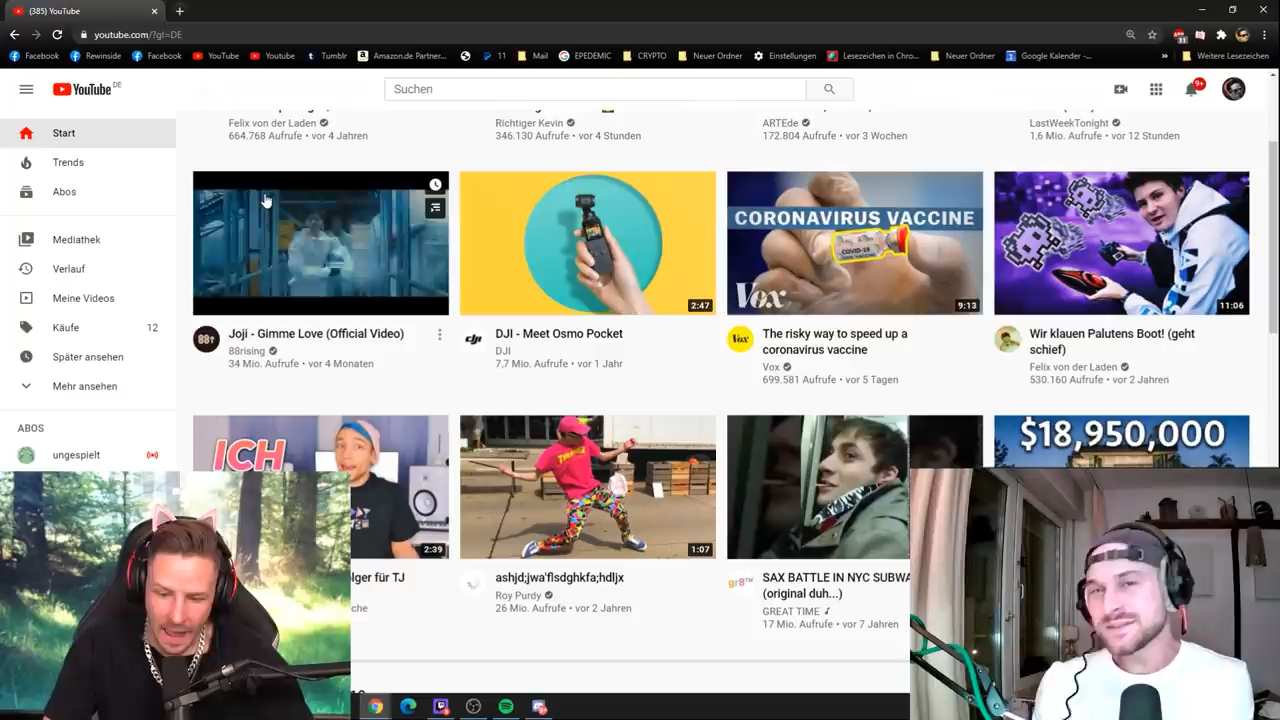 (385) YouTube
youtube.com/?gl=DE
Facebook Rewinside Facebook YouTube Youtube Tumblr Amazon.de Partner... 11 Mail EPEDEMIC CRYPTO Neuer Ordner Einstellungen Lesezeichen in Chro... Neuer Ordner Google Kalender -... » Weitere Lesezeichen
YouTube DE
Suchen
9+
Start
Trends
Abos
Mediathek
Verlauf
Meine Videos
Käufe 12
Später ansehen
Mehr ansehen
ABOS
ungespielt
Felix von der Laden
664.768 Aufrufe • vor 4 Jahren
Richtiger Kevin
346.130 Aufrufe • vor 4 Stunden
ARTEde
172.804 Aufrufe • vor 3 Wochen
LastWeekTonight
1,6 Mio. Aufrufe • vor 12 Stunden
88↑
Joji - Gimme Love (Official Video)
88rising
34 Mio. Aufrufe • vor 4 Monaten
2:47
dji
DJI - Meet Osmo Pocket
DJI
7,7 Mio. Aufrufe • vor 1 Jahr
CORONAVIRUS VACCINE
COVID-19
Vox
9:13
Vox
The risky way to speed up a
coronavirus vaccine
Vox
699.581 Aufrufe • vor 5 Tagen
11:06
Wir klauen Palutens Boot! (geht
schief)
Felix von der Laden
530.160 Aufrufe • vor 2 Jahren
ICH
2:39
olger für TJ
che
THRASHER
1:07
ashjd;jwa'flsdghkfa;hdljx
Roy Purdy
26 Mio. Aufrufe • vor 2 Jahren
gr8™
SAX BATTLE IN NYC SUBWA
(original duh...)
GREAT TIME
17 Mio. Aufrufe • vor 7 Jahren
$18,950,000